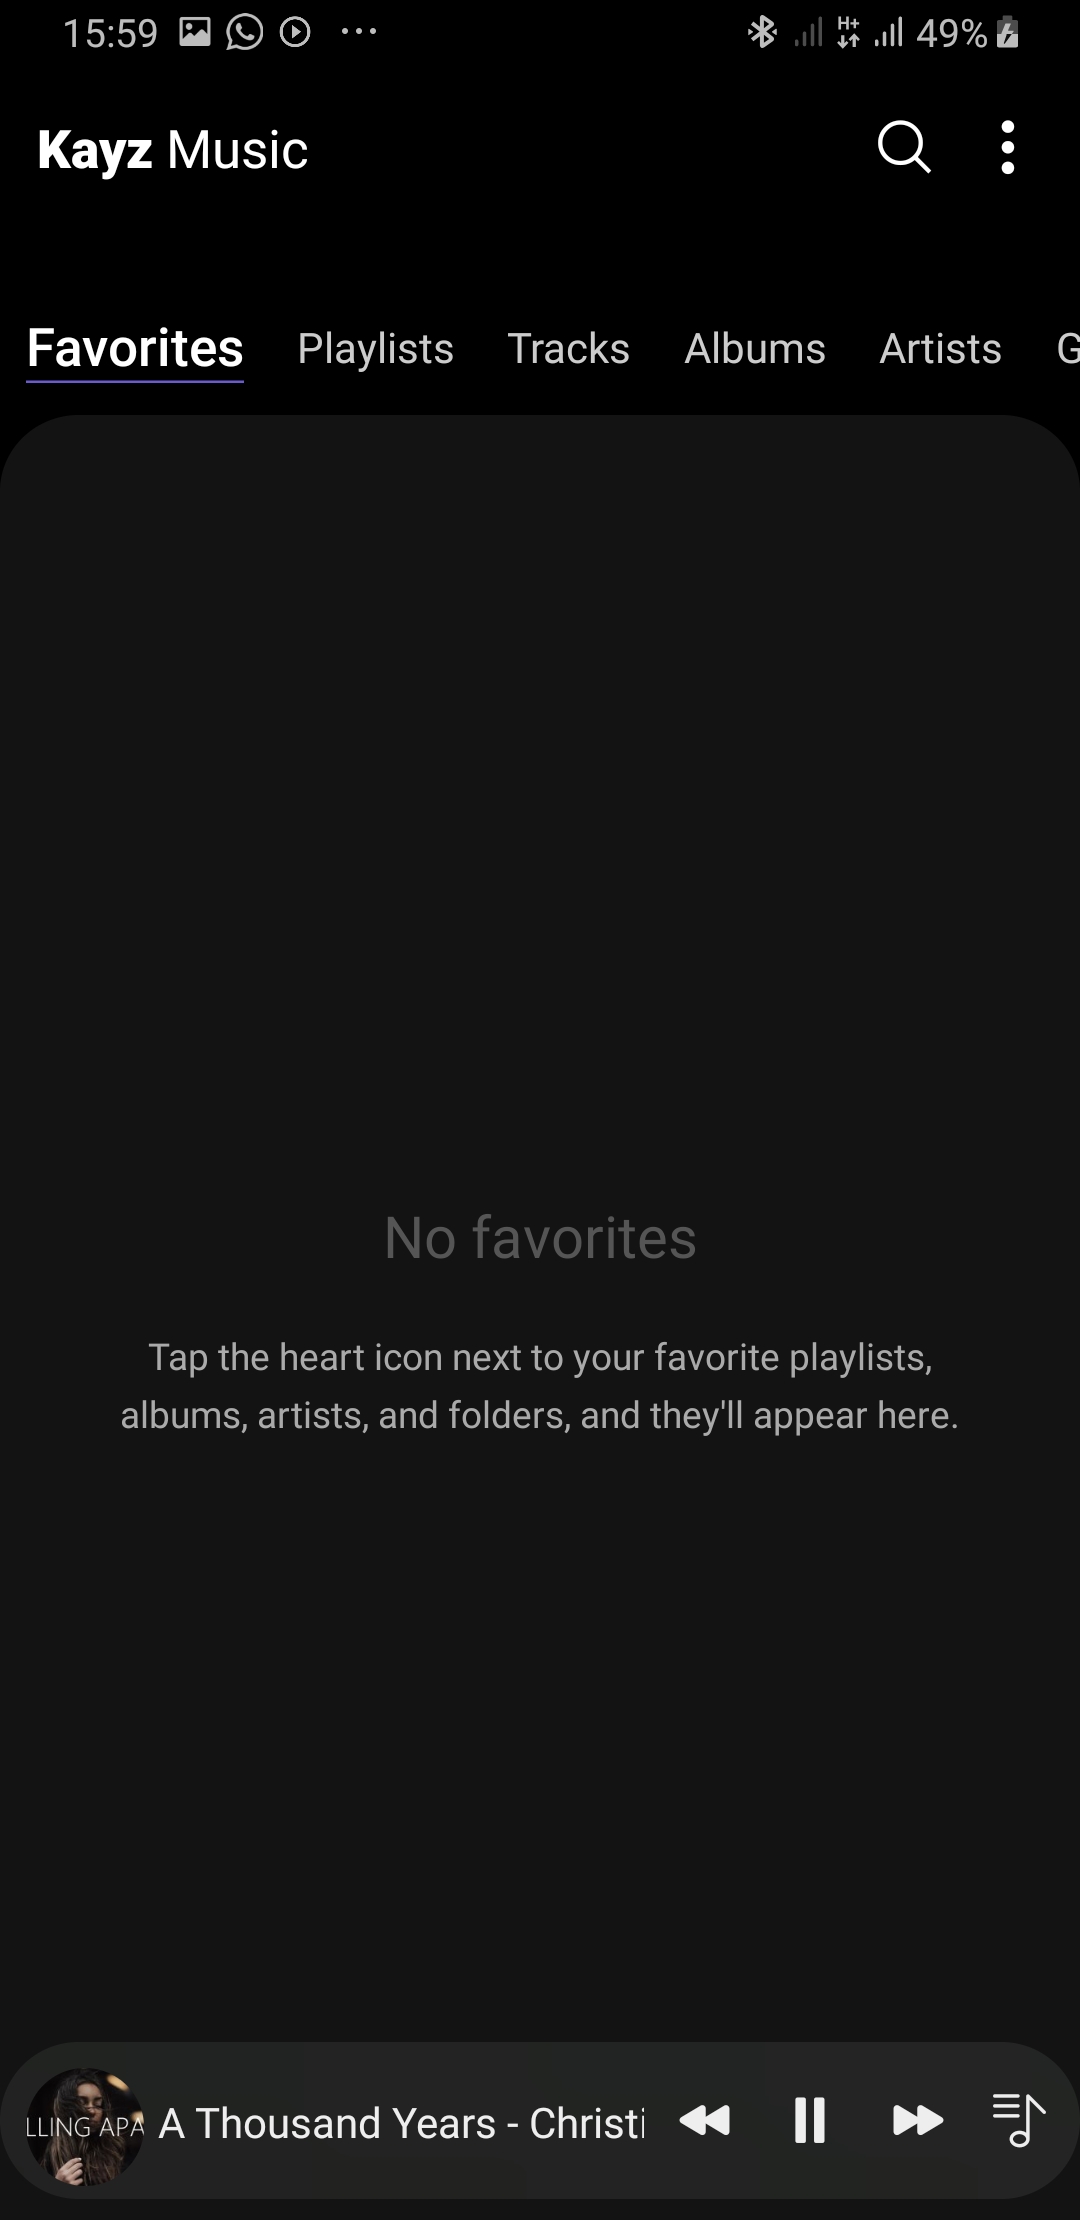 15:59
H+
49%
Kayz Music
Favorites Playlists Tracks Albums Artists G
No favorites
Tap the heart icon next to your favorite playlists,
albums, artists, and folders, and they'll appear here.
LLING APA
A Thousand Years - Christi